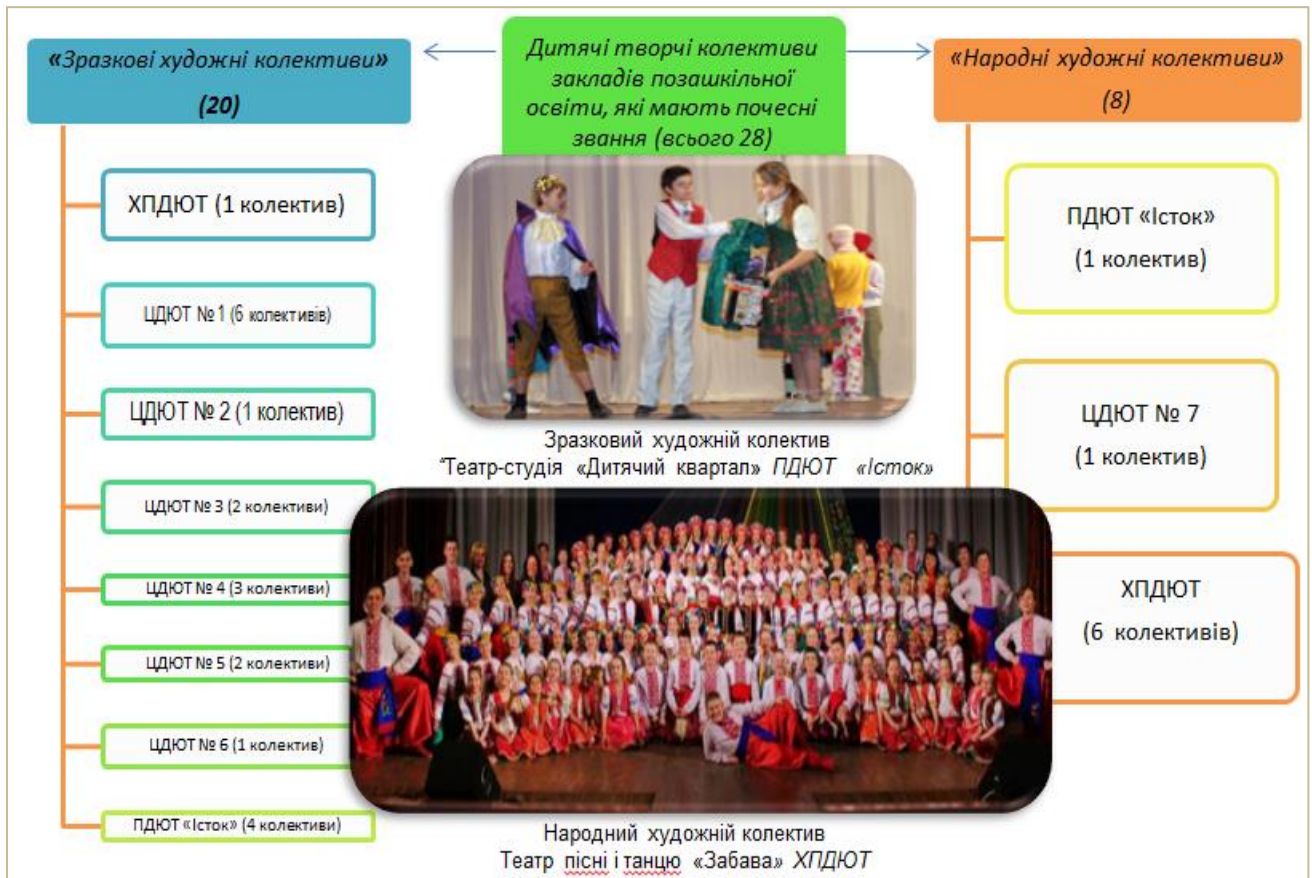 «Зразкові художні колективи»
(20)
Дитячі творчі колективи
закладів позашкільної
освіти, які мають почесні
звання (всього 28)
«Народні художні колективи»
(8)
ХПДЮТ (1 колектив)
ЦДЮТ № 1 (6 колективів)
ЦДЮТ № 2 (1 колектив)
ЦДЮТ № 3 (2 колективи)
ЦДЮТ № 4 (3 колективи)
ЦДЮТ № 5 (2 колективи)
ЦДЮТ № 6 (1 колектив)
ПДЮТ «Істок» (4 колективи)
Зразковий художній колектив
"Театр-студія «Дитячий квартал» ПДЮТ «Істок»
Народний художній колектив
Театр пісні і танцю «Забава» ХПДЮТ
ПДЮТ «Істок»
(1 колектив)
ЦДЮТ № 7
(1 колектив)
ХПДЮТ
(6 колективів)